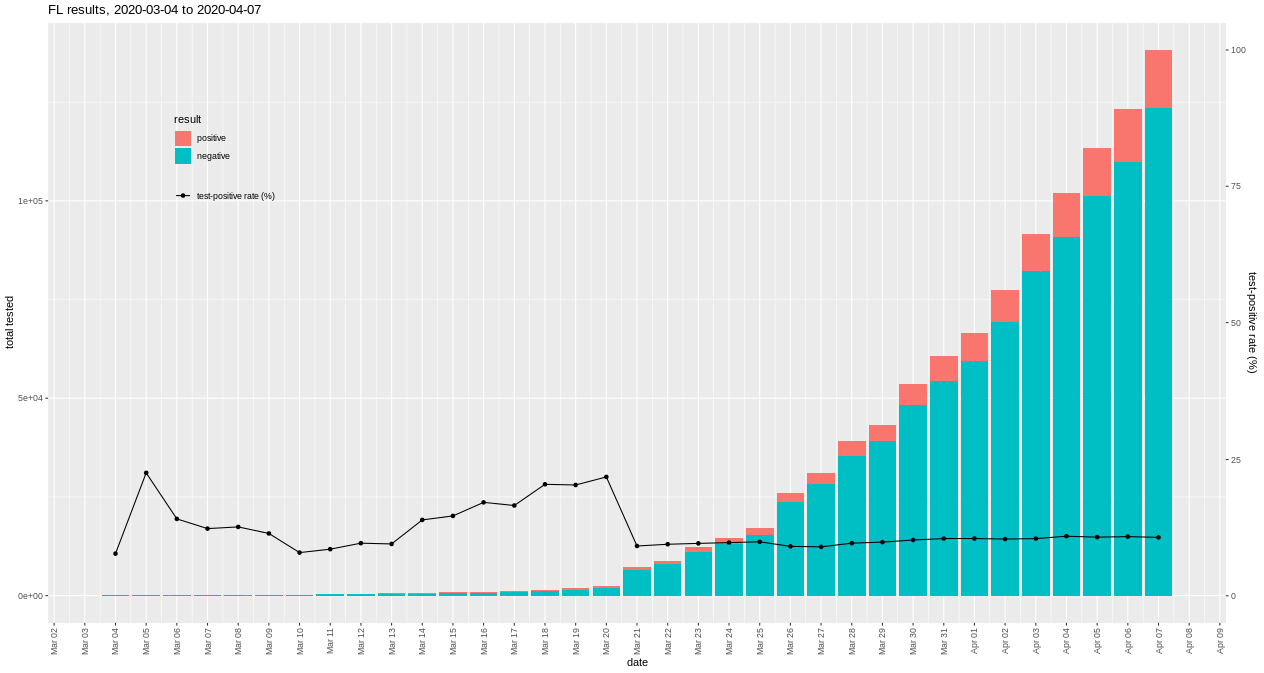 FL results, 2020-03-04 to 2020-04-07
result
positive
negative
test-positive rate (%)
total tested
1e+05
5e+04
0e+00
100
75
50
25
0
test-positive rate (%)
Mar 02
Mar 03
Mar 04
Mar 05
Mar 06
Mar 07
Mar 08
Mar 09
Mar 10
Mar 11
Mar 12
Mar 13
Mar 14
Mar 15
Mar 16
Mar 17
Mar 18
Mar 19
Mar 20
Mar 21
Mar 22
Mar 23
Mar 24
Mar 25
Mar 26
Mar 27
Mar 28
Mar 29
Mar 30
Mar 31
Apr 01
Apr 02
Apr 03
Apr 04
Apr 05
Apr 06
Apr 07
Apr 08
Apr 09
date